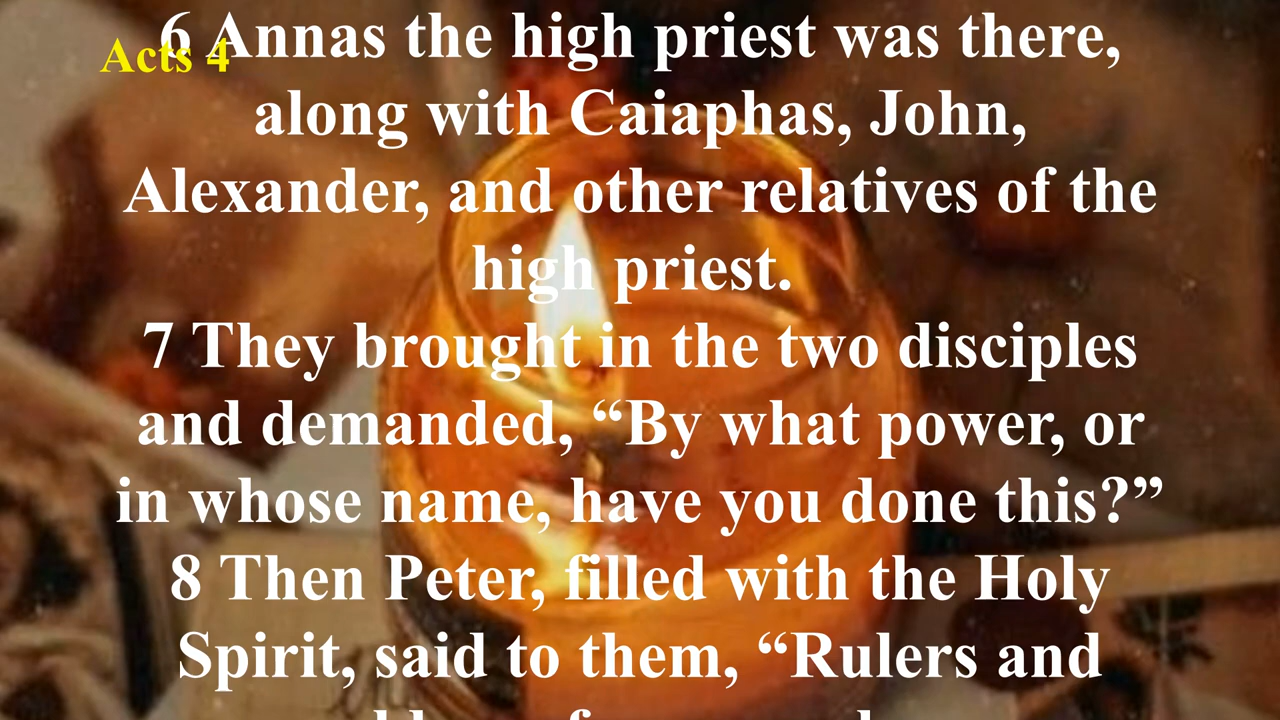 Acts 4
6 Annas the high priest was there,
along with Caiaphas, John,
Alexander, and other relatives of the
high priest.
7 They brought in the two disciples
and demanded, “By what power, or
in whose name, have you done this?”
8 Then Peter, filled with the Holy
Spirit, said to them, “Rulers and